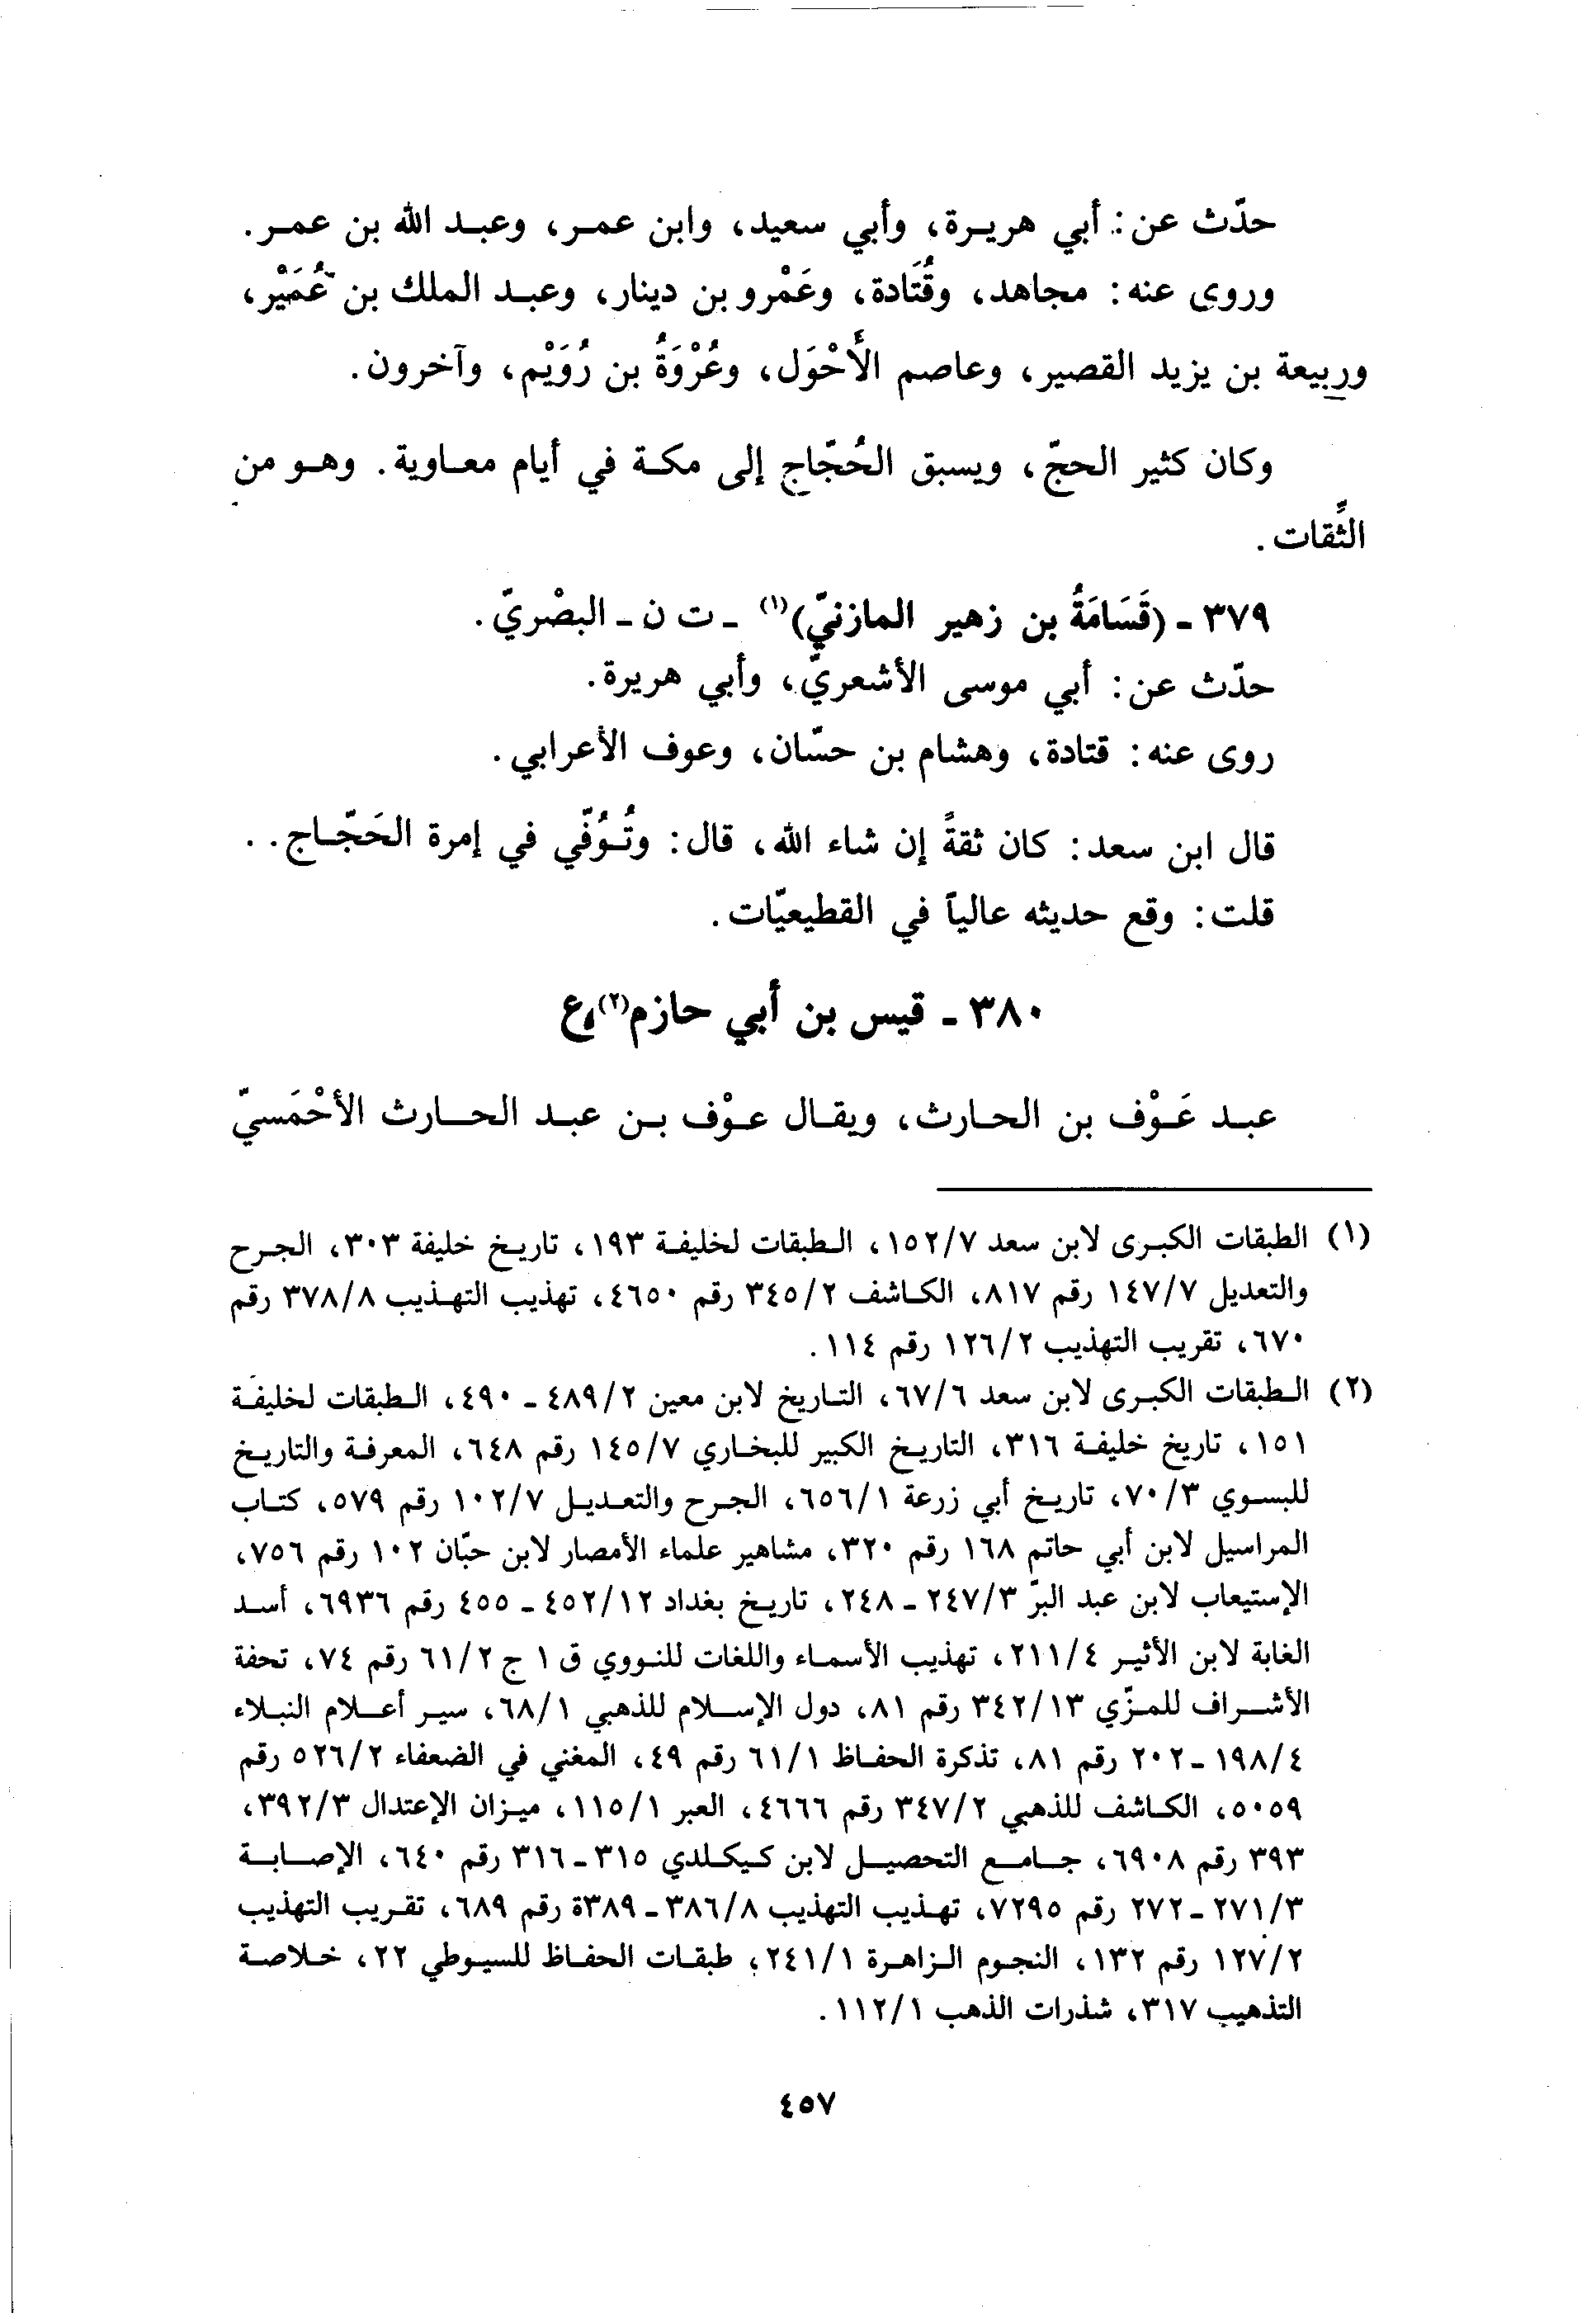 حدّث عن: أبي هريرة، وأبي سعيد، وابن عمر، وعبد الله بن عمر.
وروى عنه: مجاهد، وقُتَادة، وعَمْرو بن دينار، وعبد الملك بن عُمَيْر،
وربيعة بن يزيد القصير، وعاصم الأَحْوَل، وعُرْوَةُ بن رُوَيْم، وآخرون.
وكان كثير الحجّ، ويسبق الحُجّاج إلى مكة في أيام معاوية. وهو من
الثِّقات.
٣٧٩ ـ (قَسَامَةُ بن زهير المازنيّ)(١) ـ ت ن ـ البصْريّ.
حدّث عن: أبي موسى الأشعريّ، وأبي هريرة.
روى عنه: قتادة، وهشام بن حسّان، وعوف الأعرابي.
قال ابن سعد: كان ثقةً إن شاء الله، قال: وتُوُفّي في إمرة الحَجّاج..
قلت: وقع حديثه عالياً في القطيعيّات.
٣٨٠ ـ قيس بن أبي حازم(٢)،ع
عبد عَوْف بن الحارث، ويقال عوْف بن عبد الحارث الأحْمَسيّ
(١) الطبقات الكبرى لابن سعد ١٥٢/٧، الطبقات لخليفة ١٩٣، تاريخ خليفة ٣٠٣، الجرح
والتعديل ١٤٧/٧ رقم ٨١٧، الكاشف ٣٤٥/٢ رقم ٤٦٥٠، تهذيب التهذيب ٣٧٨/٨ رقم
٦٧٠، تقريب التهذيب ١٢٦/٢ رقم ١١٤.
(٢) الطبقات الكبرى لابن سعد ٦٧/٦، التاريخ لابن معين ٤٨٩/٢ ـ ٤٩٠، الطبقات لخليفة
١٥١، تاريخ خليفة ٣١٦، التاريخ الكبير للبخاري ١٤٥/٧ رقم ٦٤٨، المعرفة والتاريخ
للبسوي ٧٠/٣، تاريخ أبي زرعة ٦٥٦/١، الجرح والتعديل ١٠٢/٧ رقم ٥٧٩، كتاب
المراسيل لابن أبي حاتم ١٦٨ رقم ٣٢٠، مشاهير علماء الأمصار لابن حبّان ١٠٢ رقم ٧٥٦،
الإستيعاب لابن عبد البرّ ٢٤٧/٣ ـ ٢٤٨، تاريخ بغداد ٤٥٢/١٢ ـ ٤٥٥ رقم ٦٩٣٦، أسد
الغابة لابن الأثير ٢١١/٤، تهذيب الأسماء واللغات للنووي ق ١ ج ٦١/٢ رقم ٧٤، تحفة
الأشراف للمزّي ٣٤٢/١٣ رقم ٨١، دول الإسلام للذهبي ٦٨/١، سير أعلام النبلاء
١٩٨/٤ ـ ٢٠٢ رقم ٨١، تذكرة الحفاظ ٦١/١ رقم ٤٩، المغني في الضعفاء ٥٢٦/٢ رقم
٥٠٥٩، الكاشف للذهبي ٣٤٧/٢ رقم ٤٦٦٦، العبر ١١٥/١، ميزان الإعتدال ٣٩٢/٣،
٣٩٣ رقم ٦٩٠٨، جامع التحصيل لابن كيكلدي ٣١٥ ـ ٣١٦ رقم ٦٤٠، الإصابة
٢٧١/٣ ـ ٢٧٢ رقم ٧٢٩٥، تهذيب التهذيب ٣٨٦/٨ ـ ٣٨٩ة رقم ٦٨٩، تقريب التهذيب
١٢٧/٢ رقم ١٣٢، النجوم الزاهرة ٢٤١/١، طبقات الحفاظ للسيوطي ٢٢، خلاصة
التذهيب ٣١٧، شذرات الذهب ١١٢/١.
٤٥٧